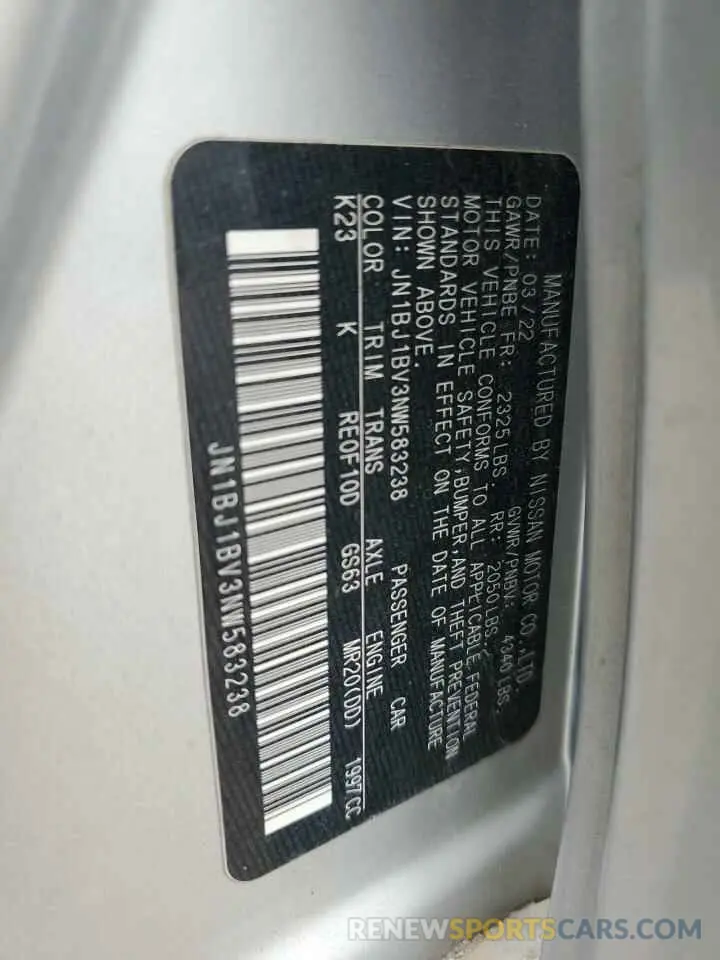 MANUFACTURED BY NISSAN MOTOR CO.,LTD.
DATE: 03/22 GVWR/PNBV: 4340LBS.
GAWR/PNBE FR: 2325LBS. RR: 2050LBS.
THIS VEHICLE CONFORMS TO ALL APPLICABLE FEDERAL
MOTOR VEHICLE SAFETY,BUMPER,AND THEFT PREVENTION
STANDARDS IN EFFECT ON THE DATE OF MANUFACTURE
SHOWN ABOVE.
VIN: JN1BJ1BV3NW583238 PASSENGER CAR
COLOR TRIM TRANS AXLE ENGINE
K23 K RE0F10D GS63 MR20(DD) 1997CC
JN1BJ1BV3NW583238
RENEWSPORTSCARS.COM